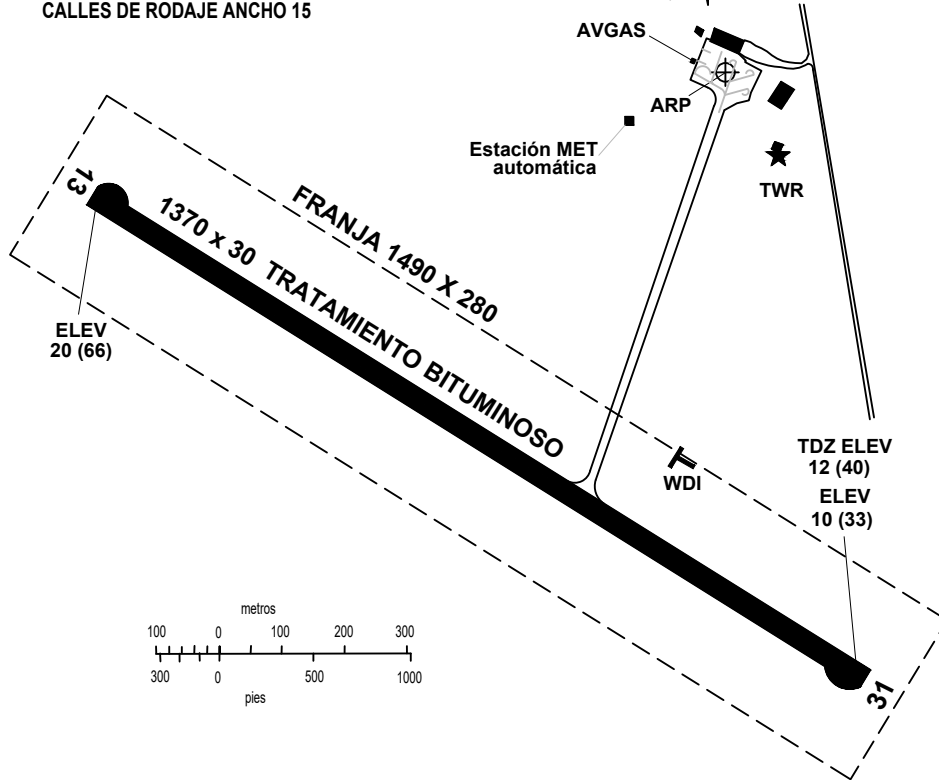 CALLES DE RODAJE ANCHO 15
AVGAS
ARP
Estación MET
automática
TWR
13
FRANJA 1490 X 280
1370 x 30 TRATAMIENTO BITUMINOSO
ELEV
20 (66)
WDI
TDZ ELEV
12 (40)
ELEV
10 (33)
31
metros
100 0 100 200 300
300 0 500 1000
pies